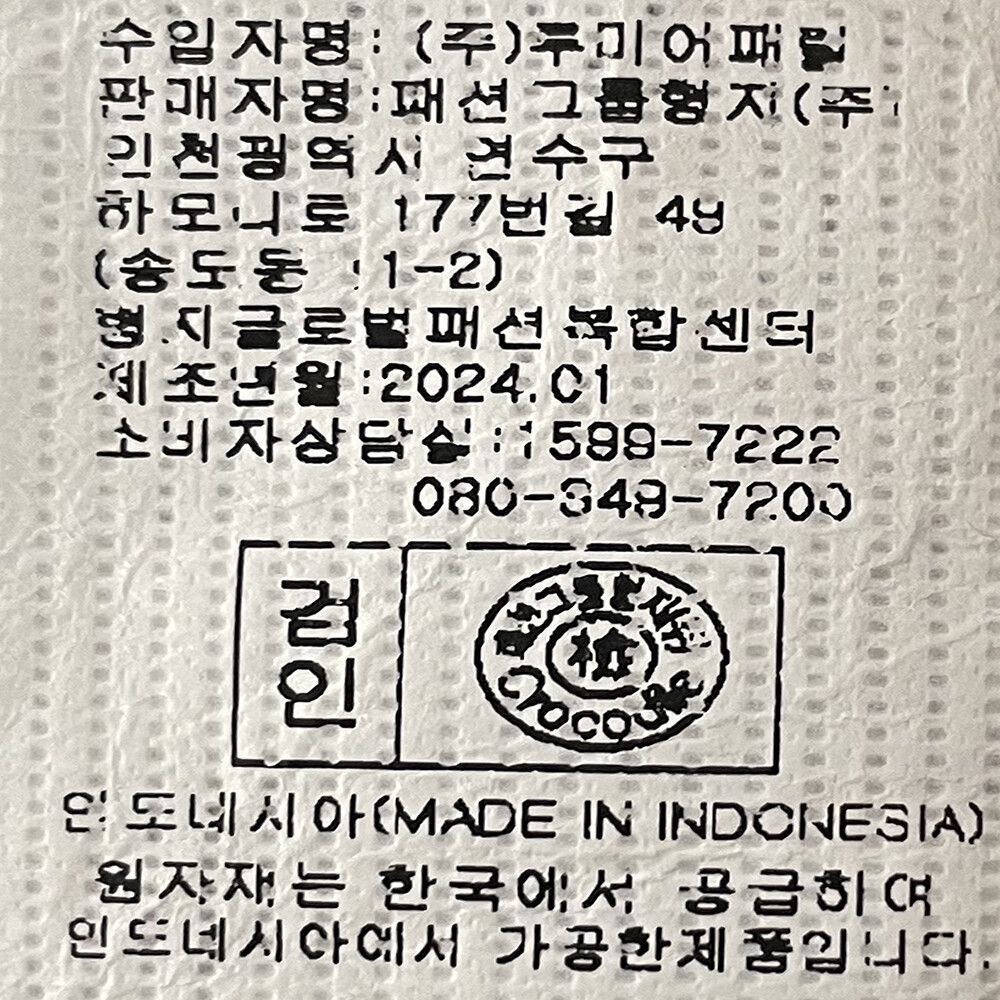 수입자명: (주)루미어패럴
판매자명:패션그룹형지(주)
인천광역시 연수구
하모니로 177번길 49
(송도동 11-2)
형지글로벌패션복합센터
제조년월:2024.01
소비자상담실:1599-7222
080-349-7200
검
인
檢
인도네시아(MADE IN INDONESIA)
원자재는 한국에서 공급하여
인도네시아에서 가공한제품입니다.